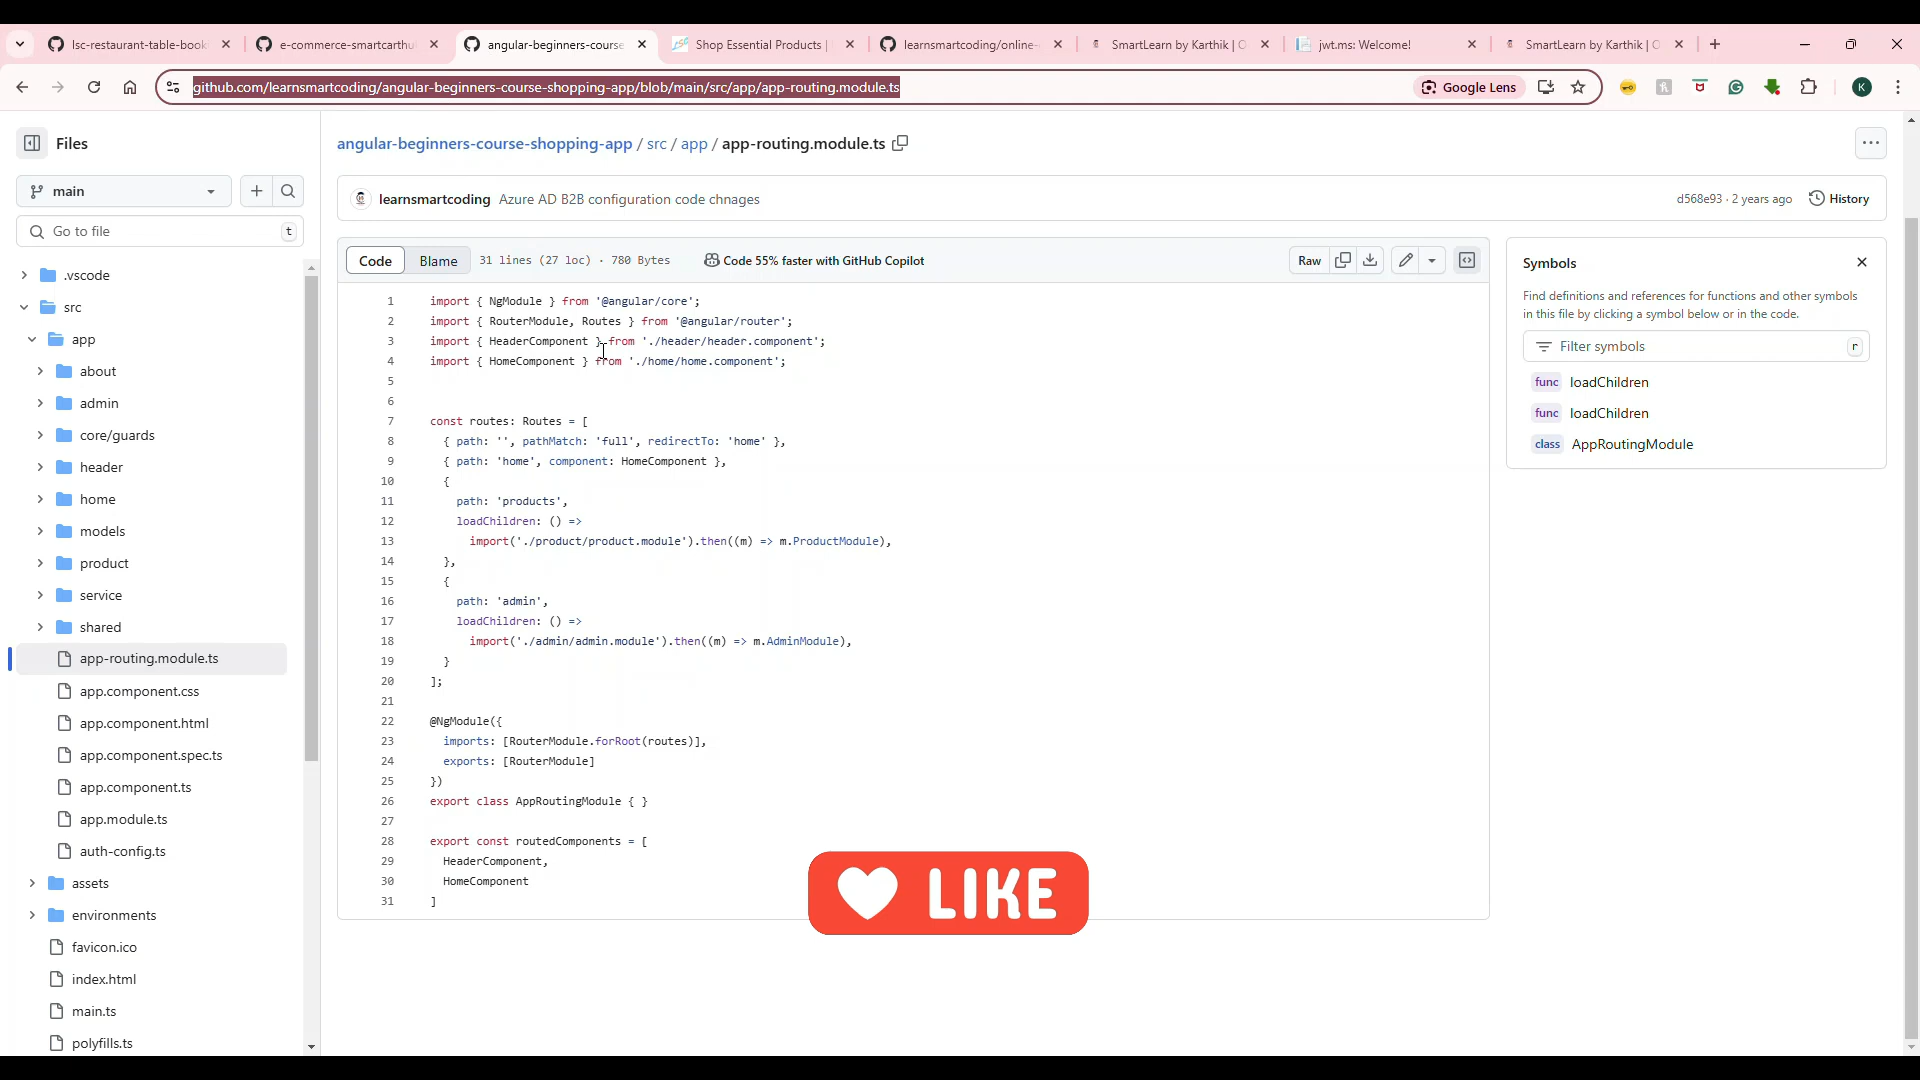 lsc-restaurant-table-book
e-commerce-smartcarthu
angular-beginners-course
Shop Essential Products |
learnsmartcoding/online-
SmartLearn by Karthik | O
jwt.ms: Welcome!
SmartLearn by Karthik | O
github.com/learnsmartcoding/angular-beginners-course-shopping-app/blob/main/src/app/app-routing.module.ts
Google Lens
K
Files
angular-beginners-course-shopping-app / src / app / app-routing.module.ts
main
learnsmartcoding Azure AD B2B configuration code chnages
d568e93 · 2 years ago
History
Go to file
t
Code
Blame
31 lines (27 loc) · 780 Bytes
Code 55% faster with GitHub Copilot
Raw
.vscode
src
app
about
admin
core/guards
header
home
models
product
service
shared
app-routing.module.ts
app.component.css
app.component.html
app.component.spec.ts
app.component.ts
app.module.ts
auth-config.ts
assets
environments
favicon.ico
index.html
main.ts
polyfills.ts
1 import { NgModule } from '@angular/core';
2 import { RouterModule, Routes } from '@angular/router';
3 import { HeaderComponent } from './header/header.component';
4 import { HomeComponent } from './home/home.component';
5
6
7 const routes: Routes = [
8 { path: '', pathMatch: 'full', redirectTo: 'home' },
9 { path: 'home', component: HomeComponent },
10 {
11 path: 'products',
12 loadChildren: () =>
13 import('./product/product.module').then((m) => m.ProductModule),
14 },
15 {
16 path: 'admin',
17 loadChildren: () =>
18 import('./admin/admin.module').then((m) => m.AdminModule),
19 }
20 ];
21
22 @NgModule({
23 imports: [RouterModule.forRoot(routes)],
24 exports: [RouterModule]
25 })
26 export class AppRoutingModule { }
27
28 export const routedComponents = [
29 HeaderComponent,
30 HomeComponent
31 ]
LIKE
Symbols
Find definitions and references for functions and other symbols
in this file by clicking a symbol below or in the code.
Filter symbols
r
func loadChildren
func loadChildren
class AppRoutingModule